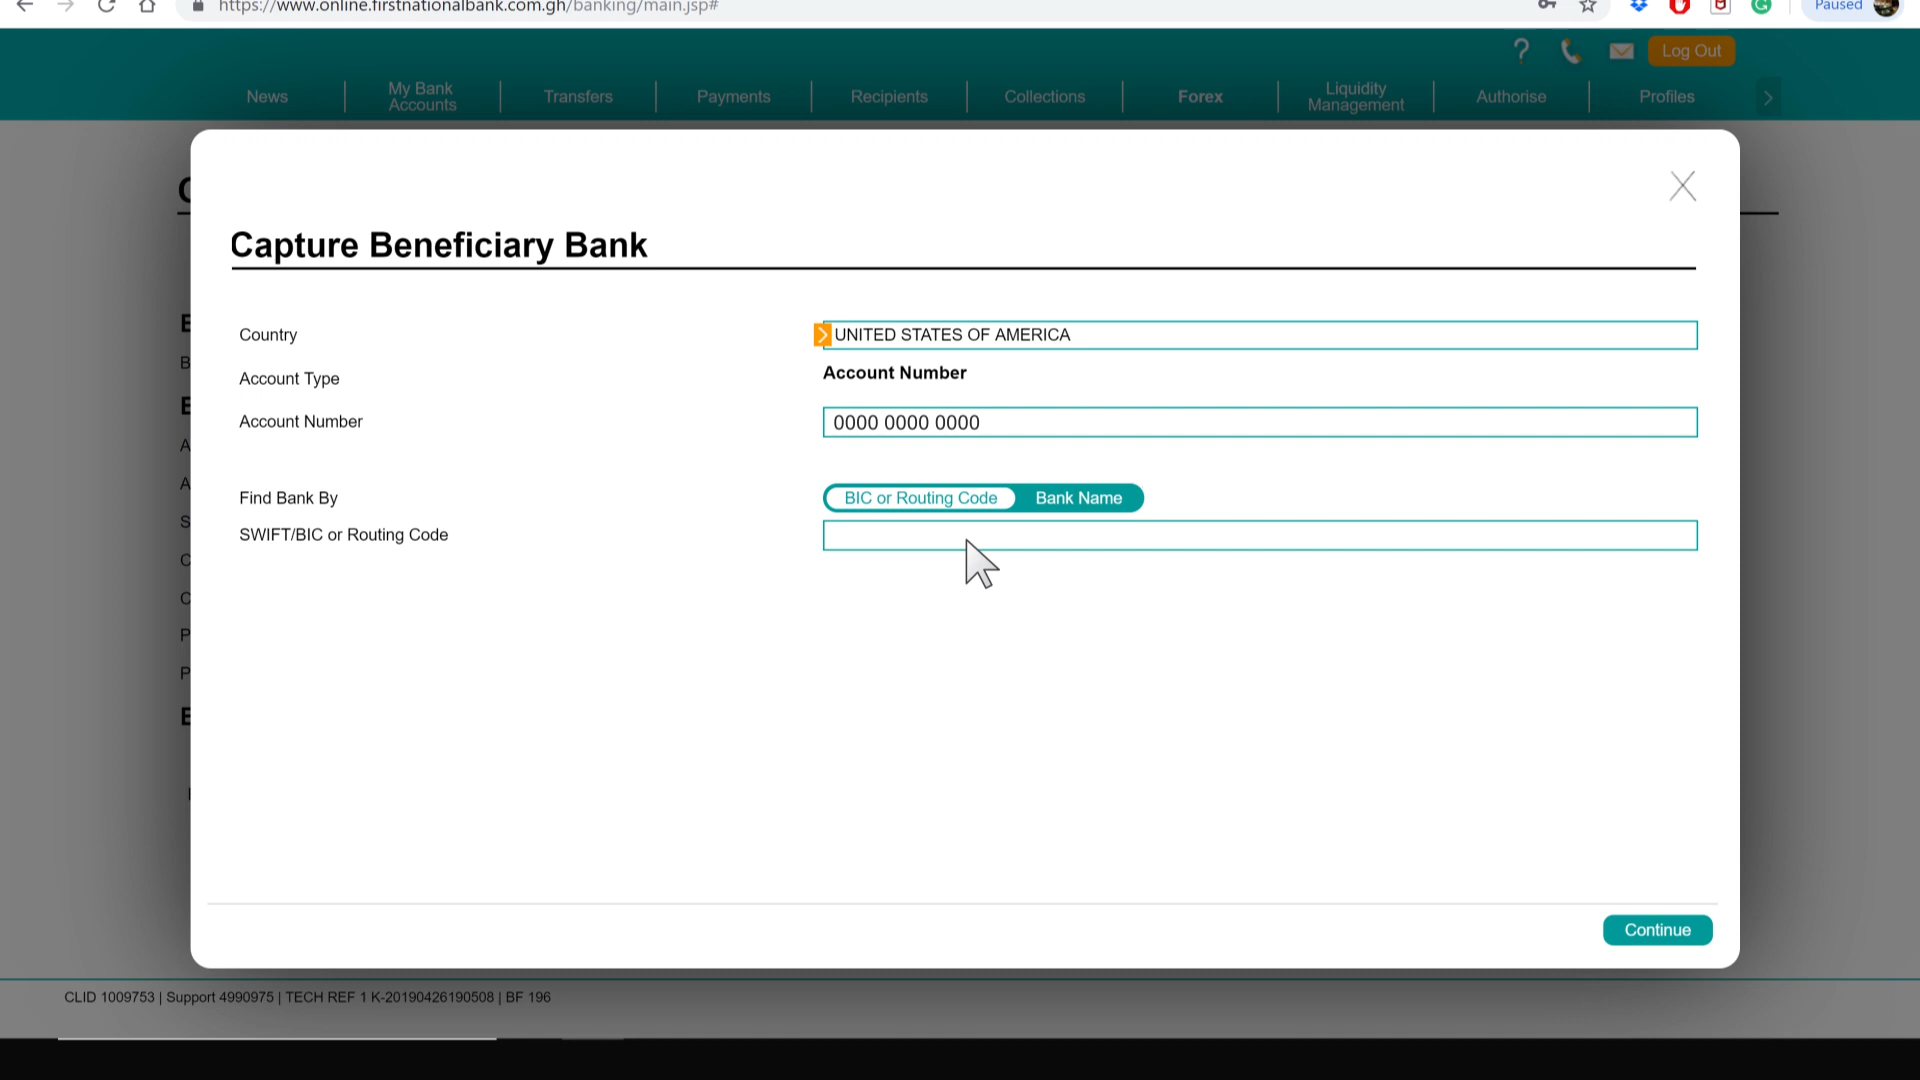 https://www.online.firstnationalbank.com.gh/banking/main.jsp#
Paused
Log Out
News
My Bank Accounts
Transfers
Payments
Recipients
Collections
Forex
Liquidity Management
Authorise
Profiles
Capture Beneficiary Bank
Country
UNITED STATES OF AMERICA
Account Type
Account Number
Account Number
0000 0000 0000
Find Bank By
BIC or Routing Code
Bank Name
SWIFT/BIC or Routing Code
Continue
CLID 1009753 | Support 4990975 | TECH REF 1 K-20190426190508 | BF 196